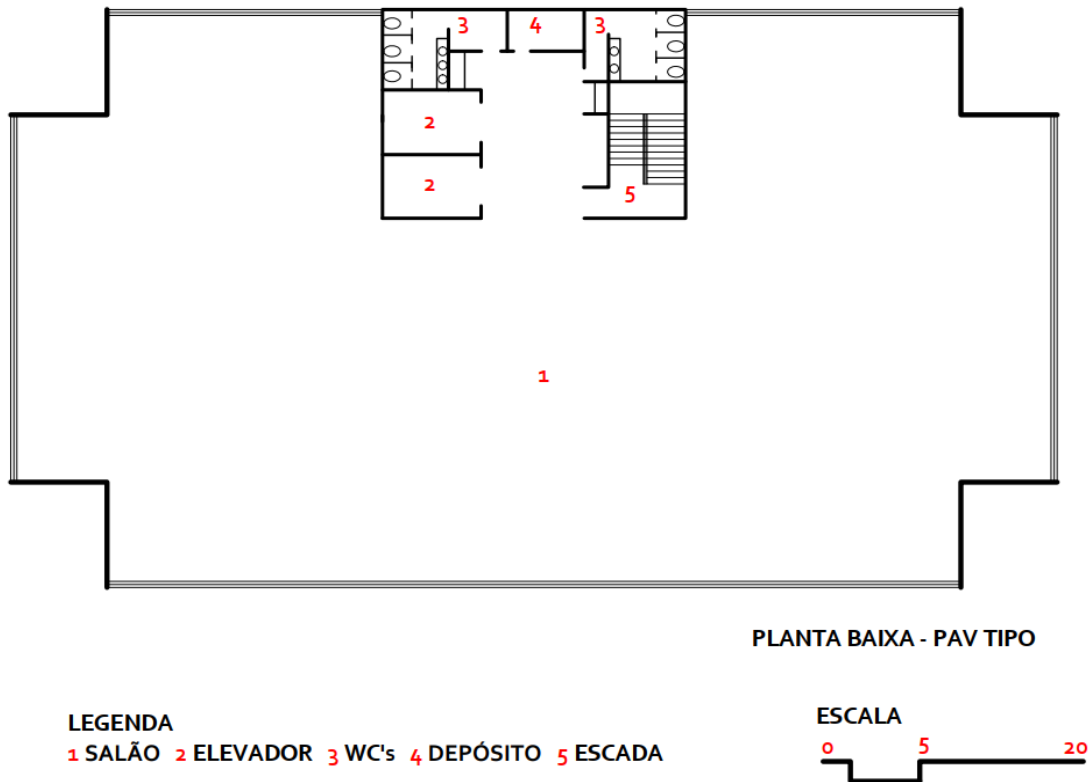 3 4 3
2
2
5
1
PLANTA BAIXA - PAV TIPO
LEGENDA
1 SALÃO 2 ELEVADOR 3 WC's 4 DEPÓSITO 5 ESCADA
ESCALA
0 5 20